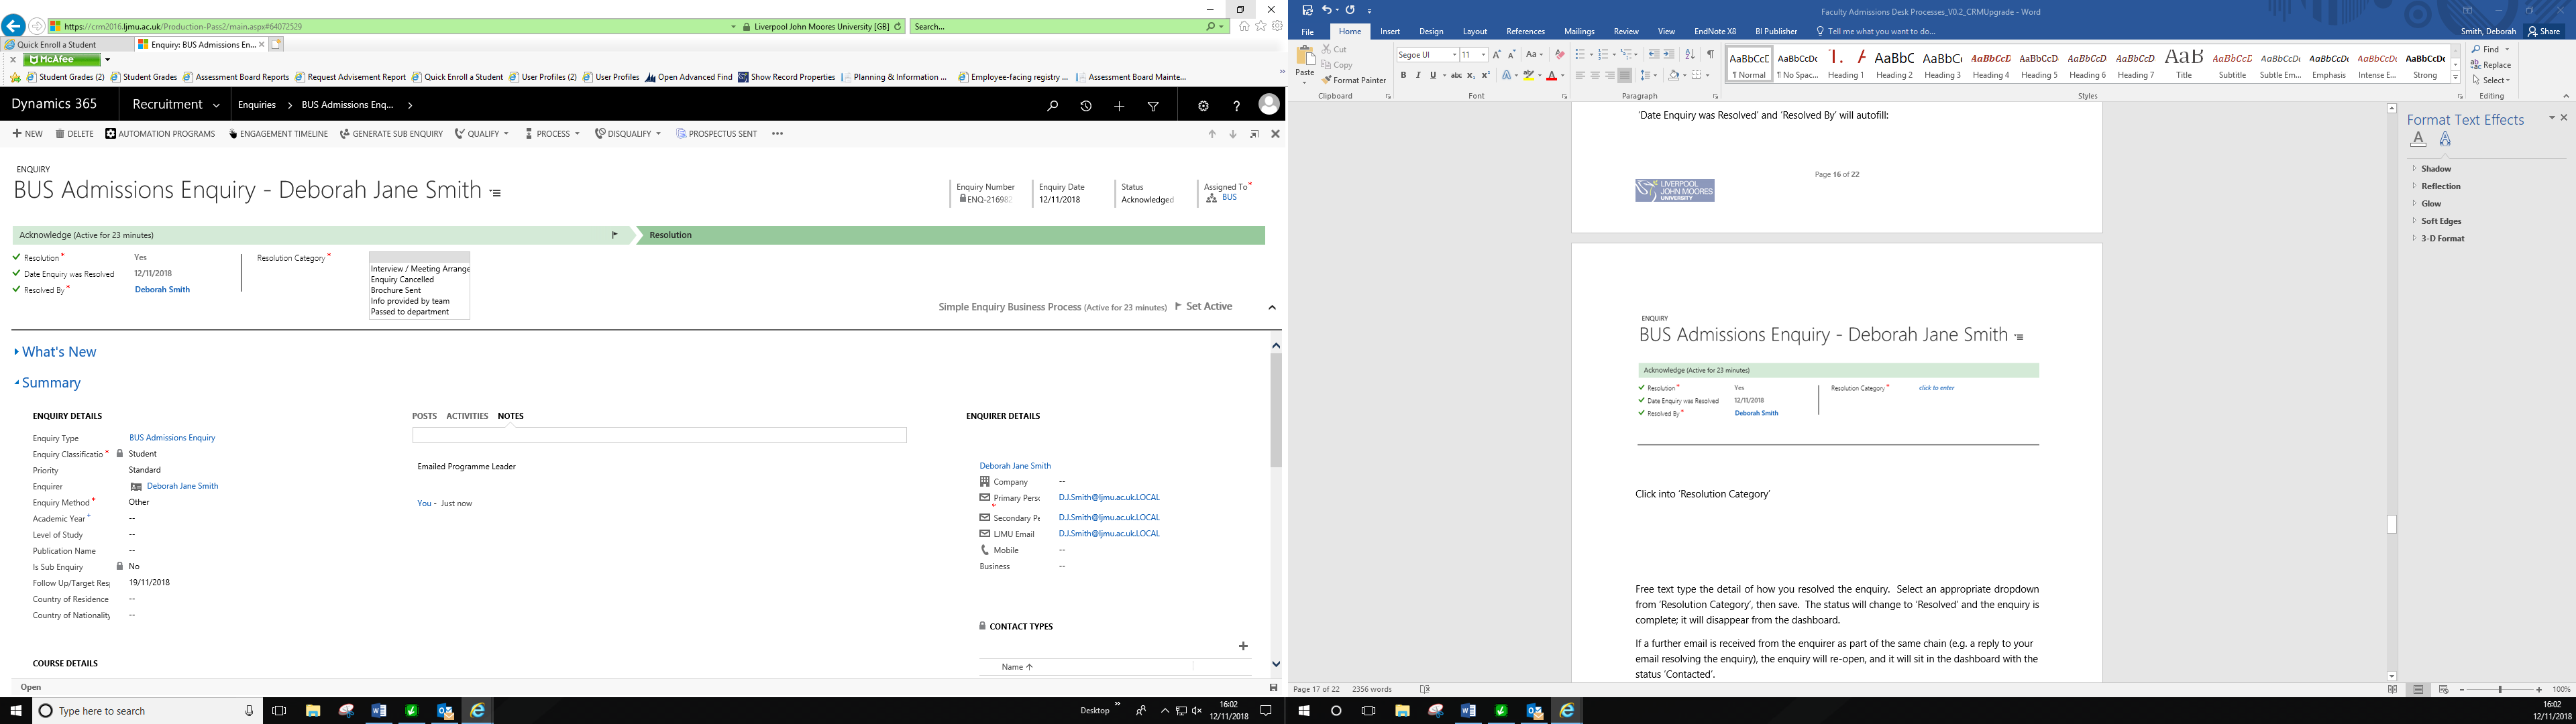 https://crm2016.ljmu.ac.uk/Production-Pass2/main.aspx#64072529
Liverpool John Moores University [GB]
Search...
Quick Enroll a Student
Enquiry: BUS Admissions En...
McAfee
Student Grades (2)
Student Grades
Assessment Board Reports
Request Advisement Report
Quick Enroll a Student
User Profiles (2)
User Profiles
Open Advanced Find
Show Record Properties
Planning & Information ...
Employee-facing registry ...
Assessment Board Mainte...
Dynamics 365
Recruitment
Enquiries
BUS Admissions Enq...
NEW
DELETE
AUTOMATION PROGRAMS
ENGAGEMENT TIMELINE
GENERATE SUB ENQUIRY
QUALIFY
PROCESS
DISQUALIFY
PROSPECTUS SENT
ENQUIRY
BUS Admissions Enquiry - Deborah Jane Smith
Enquiry Number
ENQ-216982
Enquiry Date
12/11/2018
Status
Acknowledged
Assigned To*
BUS
Acknowledge (Active for 23 minutes)
Resolution
Resolution*
Yes
Date Enquiry was Resolved
12/11/2018
Resolved By*
Deborah Smith
Resolution Category*
Interview / Meeting Arrange
Enquiry Cancelled
Brochure Sent
Info provided by team
Passed to department
Simple Enquiry Business Process (Active for 23 minutes)
Set Active
What's New
Summary
ENQUIRY DETAILS
Enquiry Type
BUS Admissions Enquiry
Enquiry Classificatio*
Student
Priority
Standard
Enquirer
Deborah Jane Smith
Enquiry Method*
Other
Academic Year*
--
Level of Study
--
Publication Name
--
Is Sub Enquiry
No
Follow Up/Target Res
19/11/2018
Country of Residence
--
Country of Nationality
--
COURSE DETAILS
POSTS
ACTIVITIES
NOTES
Emailed Programme Leader
You - Just now
ENQUIRER DETAILS
Deborah Jane Smith
Company
--
Primary Perso
*
D.J.Smith@ljmu.ac.uk.LOCAL
Secondary Pe
D.J.Smith@ljmu.ac.uk.LOCAL
LJMU Email
D.J.Smith@ljmu.ac.uk.LOCAL
Mobile
--
Business
--
CONTACT TYPES
Name
Open
Type here to search
Desktop
16:02
12/11/2018
Faculty Admissions Desk Processes_V0.2_CRMUpgrade - Word
File
Home
Insert
Design
Layout
References
Mailings
Review
View
EndNote X8
BI Publisher
Tell me what you want to do...
Smith, Deborah
Share
Paste
Cut
Copy
Format Painter
Clipboard
Segoe UI
11
Font
Paragraph
AaBbCcDc
¶ Normal
AaBbCcDc
¶ No Spac...
Heading 1
AaBbC
Heading 2
AaBbC
Heading 3
AaBbCcD
Heading 4
AaBbCcD
Heading 5
AaBbCcD
Heading 6
AaBbCcD
Heading 7
AaB
Title
AaBbCcD
Subtitle
AaBbCcDc
Subtle Em...
AaBbCcDc
Emphasis
AaBbCcDc
Intense E...
AaBbCcDc
Strong
Styles
Find
Replace
Select
Editing
‘Date Enquiry was Resolved’ and ‘Resolved By’ will autofill:
Page 16 of 22
LIVERPOOL
JOHN MOORES
UNIVERSITY
ENQUIRY
BUS Admissions Enquiry - Deborah Jane Smith
Acknowledge (Active for 23 minutes)
Resolution*
Yes
Date Enquiry was Resolved
12/11/2018
Resolved By*
Deborah Smith
Resolution Category*
click to enter
Click into ‘Resolution Category’
Free text type the detail of how you resolved the enquiry. Select an appropriate dropdown
from ‘Resolution Category’, then save. The status will change to ‘Resolved’ and the enquiry is
complete; it will disappear from the dashboard.
If a further email is received from the enquirer as part of the same chain (e.g. a reply to your
email resolving the enquiry), the enquiry will re-open, and it will sit in the dashboard with the
status ‘Contacted’.
Format Text Effects
Shadow
Reflection
Glow
Soft Edges
3-D Format
Page 17 of 22
2356 words
100%
16:02
12/11/2018